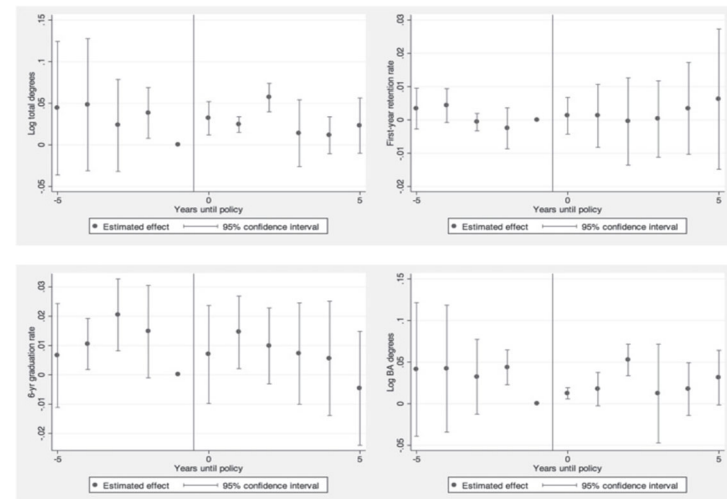 Log total degrees
.15
.1
.05
0
-.05
-5
0
5
Years until policy
Estimated effect
95% confidence interval
First-year retention rate
.03
.02
.01
0
-.01
-.02
-5
0
5
Years until policy
Estimated effect
95% confidence interval
6-yr graduation rate
.03
.02
.01
0
-.01
-.02
-5
0
5
Years until policy
Estimated effect
95% confidence interval
Log BA degrees
.15
.1
.05
0
-.05
-5
0
5
Years until policy
Estimated effect
95% confidence interval